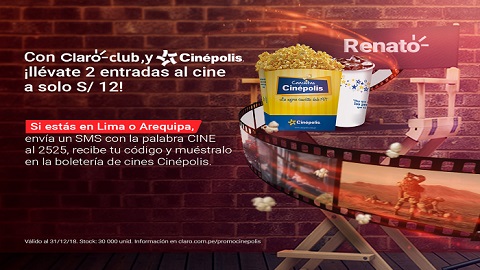 Con Claro-club, y Cinépolis
¡llévate 2 entradas al cine
a solo S/ 12!
Si estás en Lima o Arequipa,
envía un SMS con la palabra CINE
al 2525, recibe tu código y muéstralo
en la boletería de cines Cinépolis.
Válido al 31/12/18. Stock: 30 000 unid. Información en claro.com.pe/promocinepolis
Renato
Cinépolis
Cinépolis